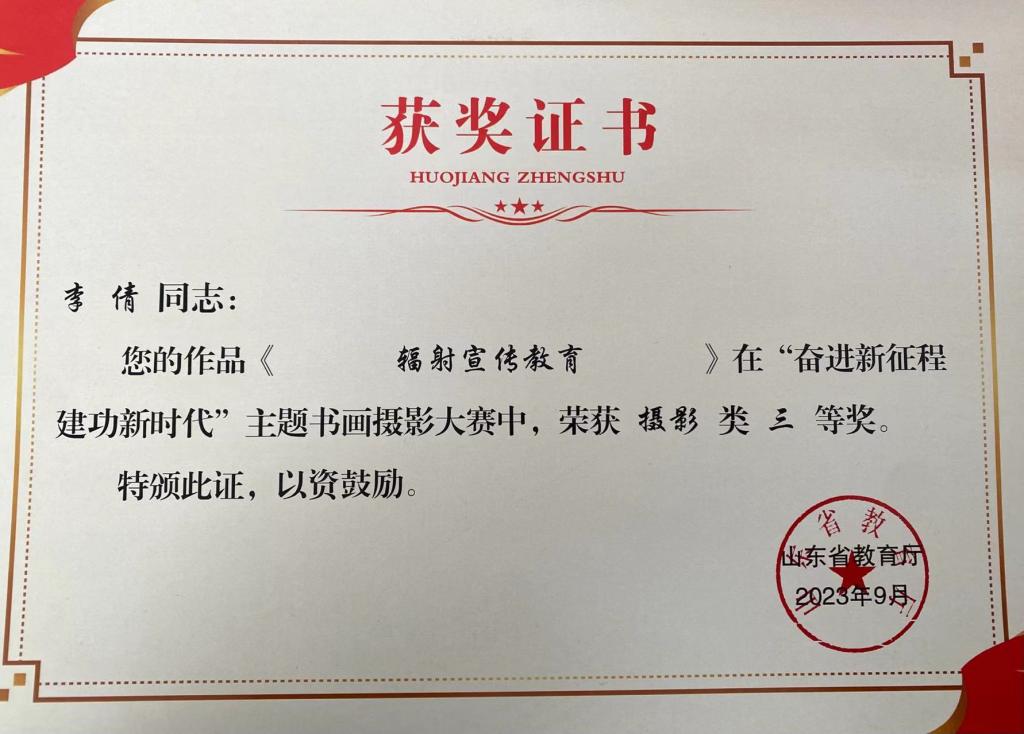 获奖证书
HUOJIANG ZHENGSHU
李 倩 同志：
您的作品《 辐射宣传教育 》在“奋进新征程
建功新时代”主题书画摄影大赛中，荣获 摄影 类 三 等奖。
特颁此证，以资鼓励。
山东省教育厅
2023年9月